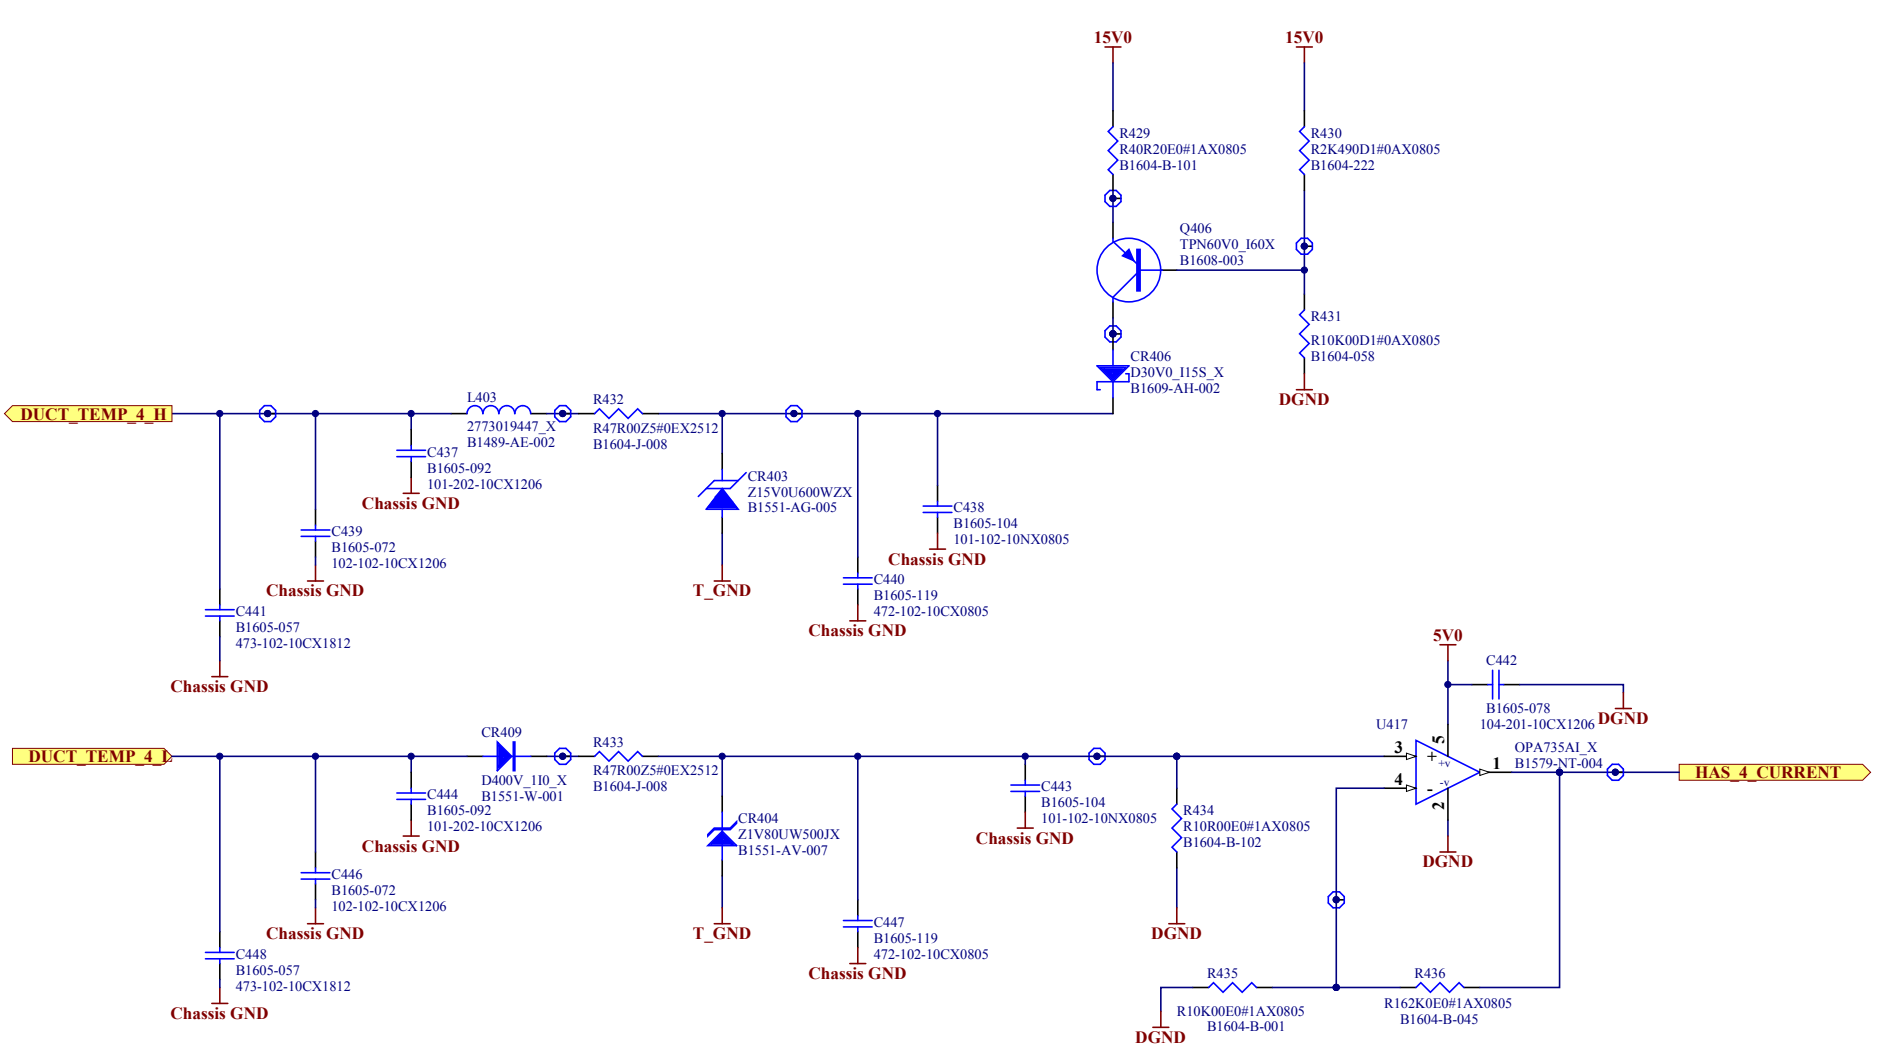 15V0
15V0
R429
R40R20E0#1AX0805
B1604-B-101
R430
R2K490D1#0AX0805
B1604-222
Q406
TPN60V0_I60X
B1608-003
R431
R10K00D1#0AX0805
B1604-058
DGND
CR406
D30V0_I15S_X
B1609-AH-002
DUCT_TEMP_4_H
L403
2773019447_X
B1489-AE-002
R432
R47R00Z5#0EX2512
B1604-J-008
C437
B1605-092
101-202-10CX1206
Chassis GND
CR403
Z15V0U600WZX
B1551-AG-005
T_GND
C438
B1605-104
101-102-10NX0805
Chassis GND
C439
B1605-072
102-102-10CX1206
Chassis GND
C440
B1605-119
472-102-10CX0805
Chassis GND
C441
B1605-057
473-102-10CX1812
Chassis GND
5V0
C442
B1605-078
104-201-10CX1206
DGND
U417
OPA735AI_X
B1579-NT-004
3
4
5
2
1
+
+v
-
-v
DGND
HAS_4_CURRENT
DUCT_TEMP_4_L
CR409
D400V_1I0_X
B1551-W-001
R433
R47R00Z5#0EX2512
B1604-J-008
C444
B1605-092
101-202-10CX1206
Chassis GND
CR404
Z1V80UW500JX
B1551-AV-007
T_GND
C443
B1605-104
101-102-10NX0805
Chassis GND
R434
R10R00E0#1AX0805
B1604-B-102
DGND
C446
B1605-072
102-102-10CX1206
Chassis GND
C447
B1605-119
472-102-10CX0805
Chassis GND
C448
B1605-057
473-102-10CX1812
Chassis GND
R435
R10K00E0#1AX0805
B1604-B-001
DGND
R436
R162K0E0#1AX0805
B1604-B-045